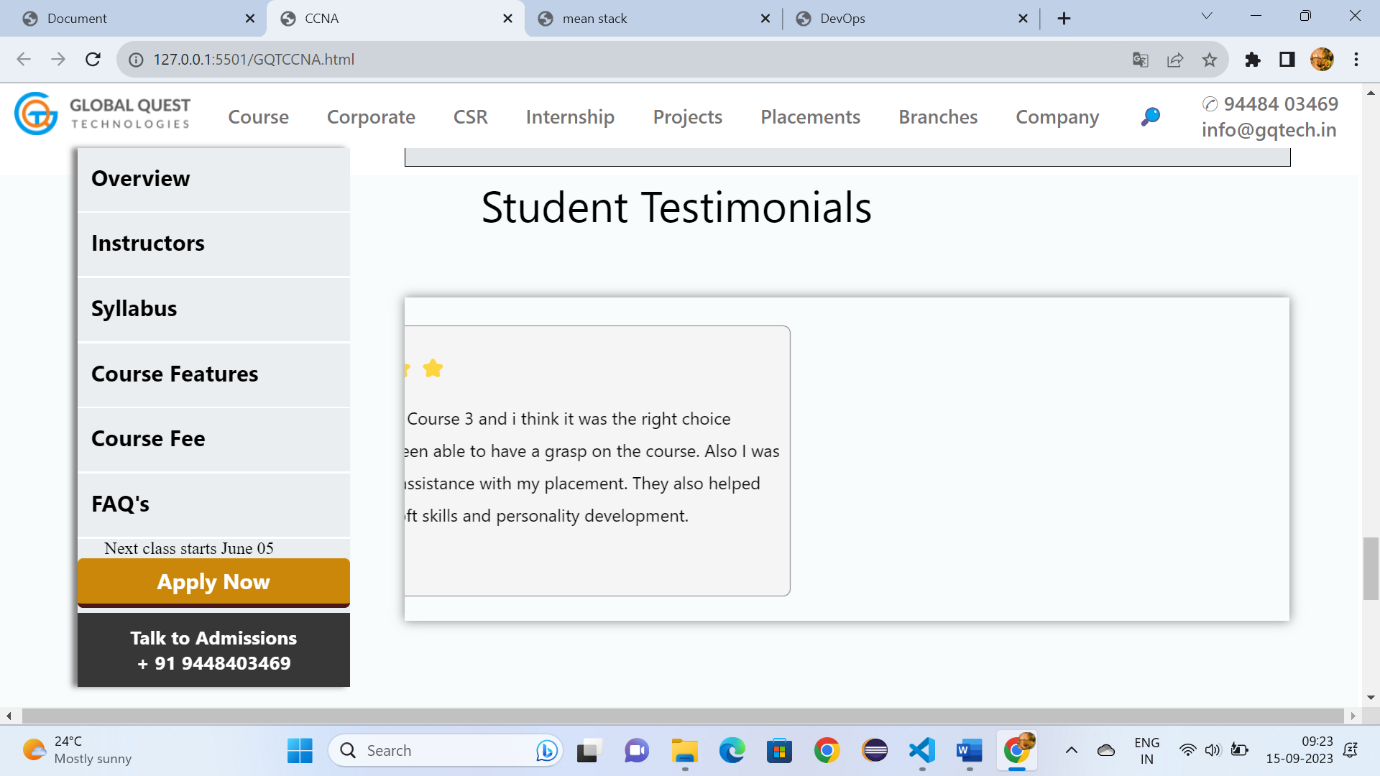 Document
CCNA
mean stack
DevOps
127.0.0.1:5501/GQTCCNA.html
GLOBAL QUEST
TECHNOLOGIES
Course
Corporate
CSR
Internship
Projects
Placements
Branches
Company
✆ 94484 03469
info@gqtech.in
Overview
Instructors
Syllabus
Course Features
Course Fee
FAQ's
Next class starts June 05
Apply Now
Talk to Admissions
+ 91 9448403469
Student Testimonials
Course 3 and i think it was the right choice
een able to have a grasp on the course. Also I was
ssistance with my placement. They also helped
ft skills and personality development.
24°C
Mostly sunny
Search
ENG
IN
09:23
15-09-2023